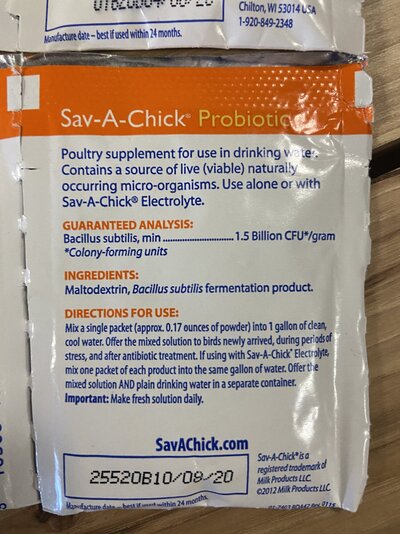 Chilton, WI 53014 USA
1-920-849-2348
Manufacture date – best if used within 24 months.
Sav-A-Chick® Probiotic
Poultry supplement for use in drinking water.
Contains a source of live (viable) naturally
occurring micro-organisms. Use alone or with
Sav-A-Chick® Electrolyte.
GUARANTEED ANALYSIS:
Bacillus subtilis, min ........................... 1.5 Billion CFU*/gram
*Colony-forming units
INGREDIENTS:
Maltodextrin, Bacillus subtilis fermentation product.
DIRECTIONS FOR USE:
Mix a single packet (approx. 0.17 ounces of powder) into 1 gallon of clean,
cool water. Offer the mixed solution to birds newly arrived, during periods of
stress, and after antibiotic treatment. If using with Sav-A-Chick® Electrolyte,
mix one packet of each product into the same gallon of water. Offer the
mixed solution AND plain drinking water in a separate container.
Important: Make fresh solution daily.
SavAChick.com
25520B10/09/20
Sav-A-Chick® is a
registered trademark of
Milk Products LLC.
©2012 Milk Products LLC.
Manufacture date – best if used within 24 months.